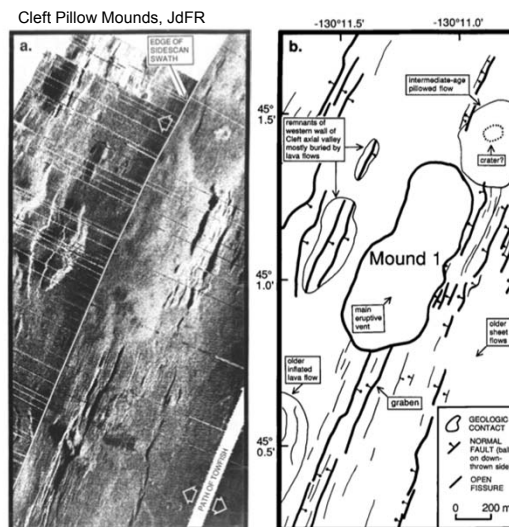 Cleft Pillow Mounds, JdFR
a.
EDGE OF
SIDESCAN
SWATH
PATH OF TOWFISH
45°
1.5'
45°
1.0'
45°
0.5'
-130°11.5'
-130°11.0'
b.
intermediate-age
pillowed flow
crater?
remnants of
western wall of
Cleft axial valley
mostly buried by
lava flows
Mound 1
main
eruptive
vent
older
sheet
flows
older
inflated
lava flow
graben
GEOLOGIC
CONTACT
NORMAL
FAULT (bal
on down-
thrown side
OPEN
FISSURE
0 200 m